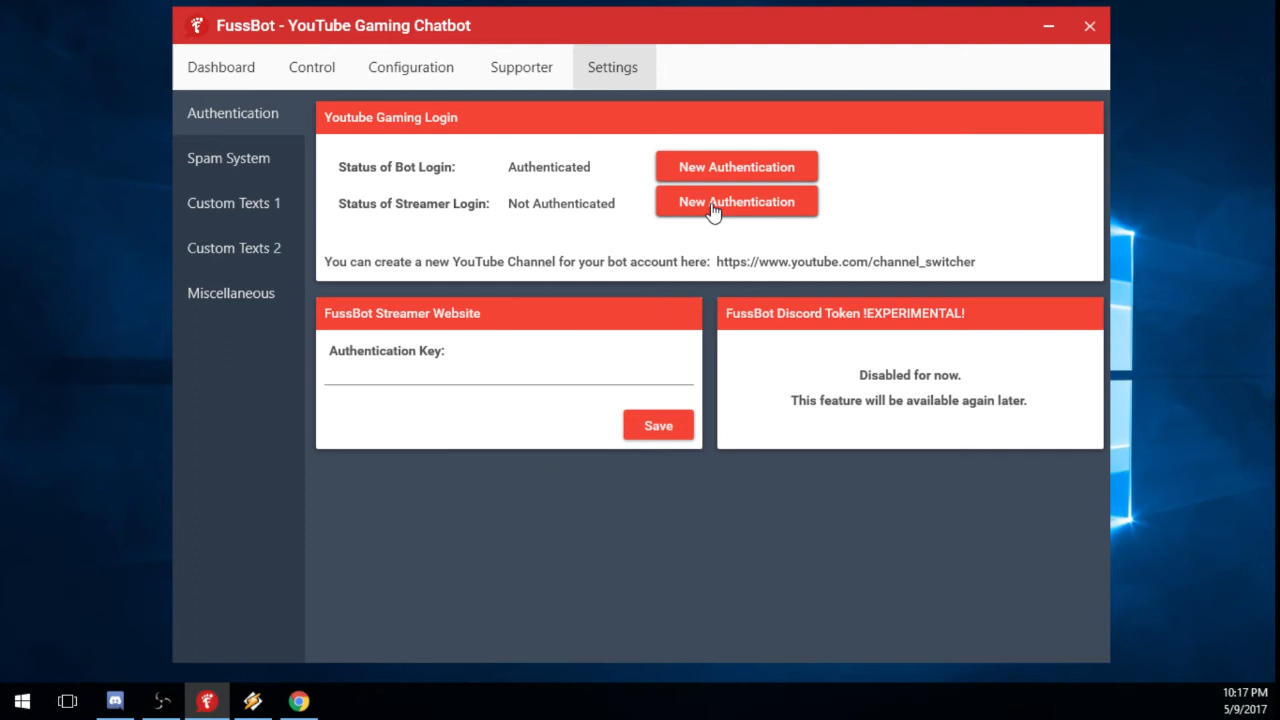 FussBot - YouTube Gaming Chatbot
Dashboard Control Configuration Supporter Settings
Authentication
Spam System
Custom Texts 1
Custom Texts 2
Miscellaneous
Youtube Gaming Login
Status of Bot Login: Authenticated New Authentication
Status of Streamer Login: Not Authenticated New Authentication
You can create a new YouTube Channel for your bot account here: https://www.youtube.com/channel_switcher
FussBot Streamer Website
Authentication Key:
Save
FussBot Discord Token !EXPERIMENTAL!
Disabled for now.
This feature will be available again later.
10:17 PM
5/9/2017